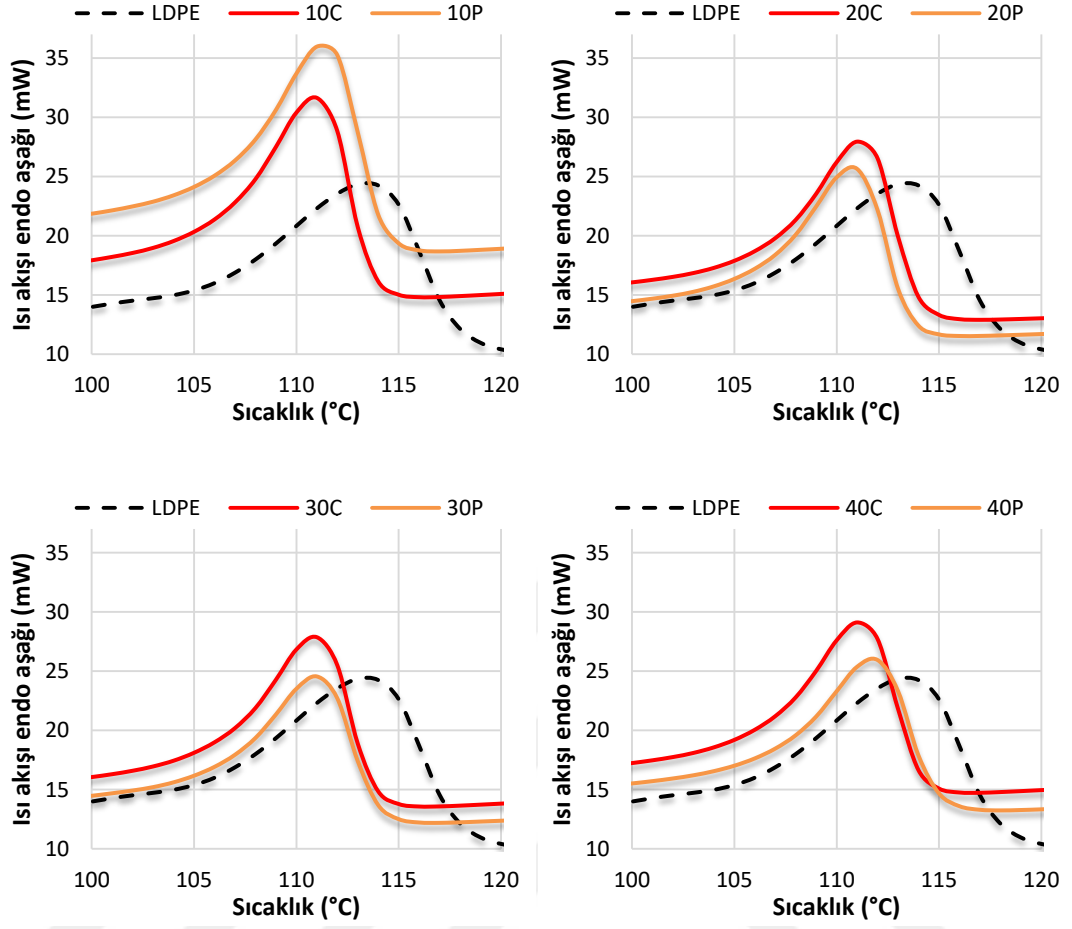 LDPE 10C 10P
35
30
25
20
15
10
100 105 110 115 120
Isı akışı endo aşağı (mW)
Sıcaklık (°C)
LDPE 20C 20P
35
30
25
20
15
10
100 105 110 115 120
Isı akışı endo aşağı (mW)
Sıcaklık (°C)
LDPE 30C 30P
35
30
25
20
15
10
100 105 110 115 120
Isı akışı endo aşağı (mW)
Sıcaklık (°C)
LDPE 40C 40P
35
30
25
20
15
10
100 105 110 115 120
Isı akışı endo aşağı (mW)
Sıcaklık (°C)